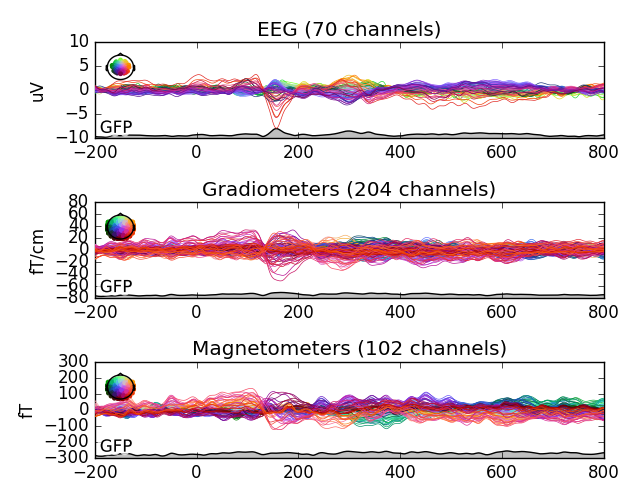 EEG (70 channels)
10
5
0
−5
−10
uV
GFP
−200 0 200 400 600 800
Gradiometers (204 channels)
80
60
40
20
0
−20
−40
−60
−80
fT/cm
GFP
−200 0 200 400 600 800
Magnetometers (102 channels)
300
200
100
0
−100
−200
−300
fT
GFP
−200 0 200 400 600 800